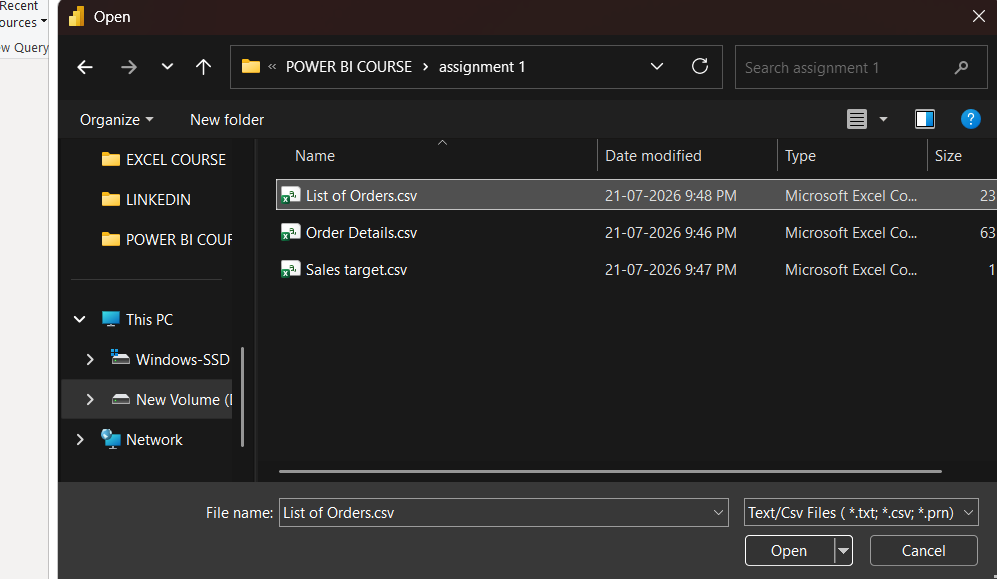 Recent
ources
w Query
Open
« POWER BI COURSE > assignment 1
Search assignment 1
Organize
New folder
EXCEL COURSE
LINKEDIN
POWER BI COUR
This PC
Windows-SSD
New Volume (
Network
Name Date modified Type Size
List of Orders.csv 21-07-2026 9:48 PM Microsoft Excel Co... 23
Order Details.csv 21-07-2026 9:46 PM Microsoft Excel Co... 63
Sales target.csv 21-07-2026 9:47 PM Microsoft Excel Co... 1
File name: List of Orders.csv
Text/Csv Files ( *.txt; *.csv; *.prn)
Open
Cancel